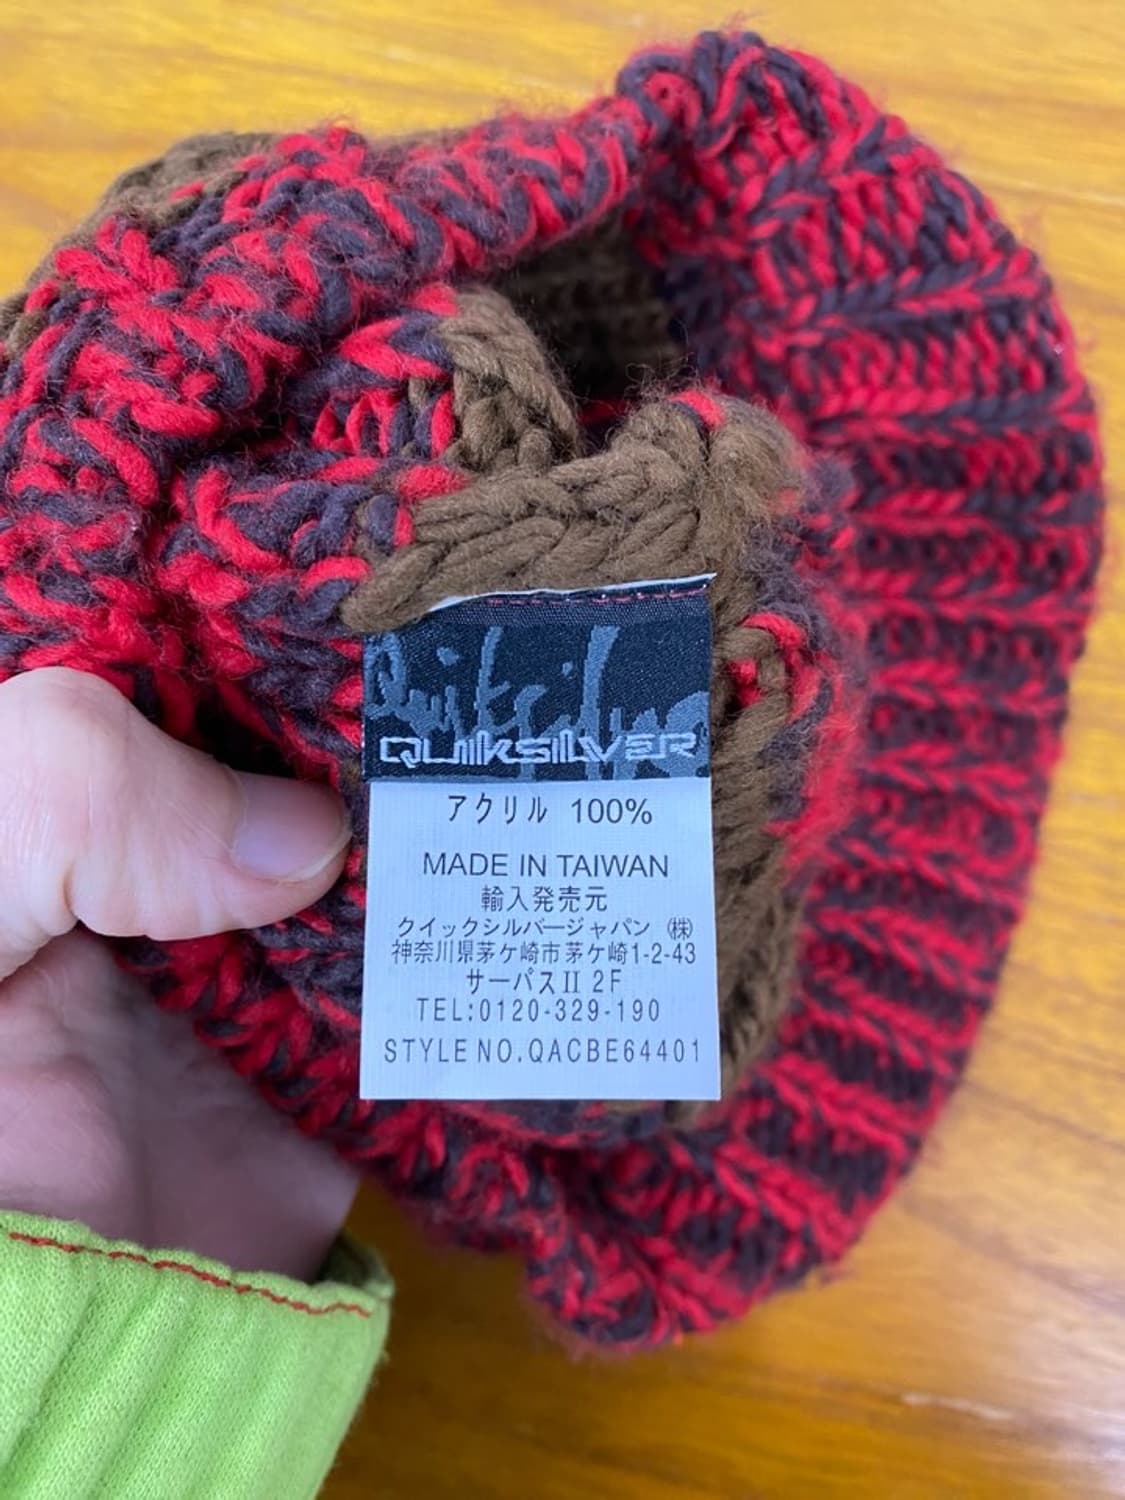 Quiksilver
QUIKSILVER
アクリル 100%
MADE IN TAIWAN
輸入発売元
クイックシルバージャパン ㈱
神奈川県茅ケ崎市茅ケ崎1-2-43
サーパスⅡ 2F
TEL:0120-329-190
STYLE NO.QACBE64401